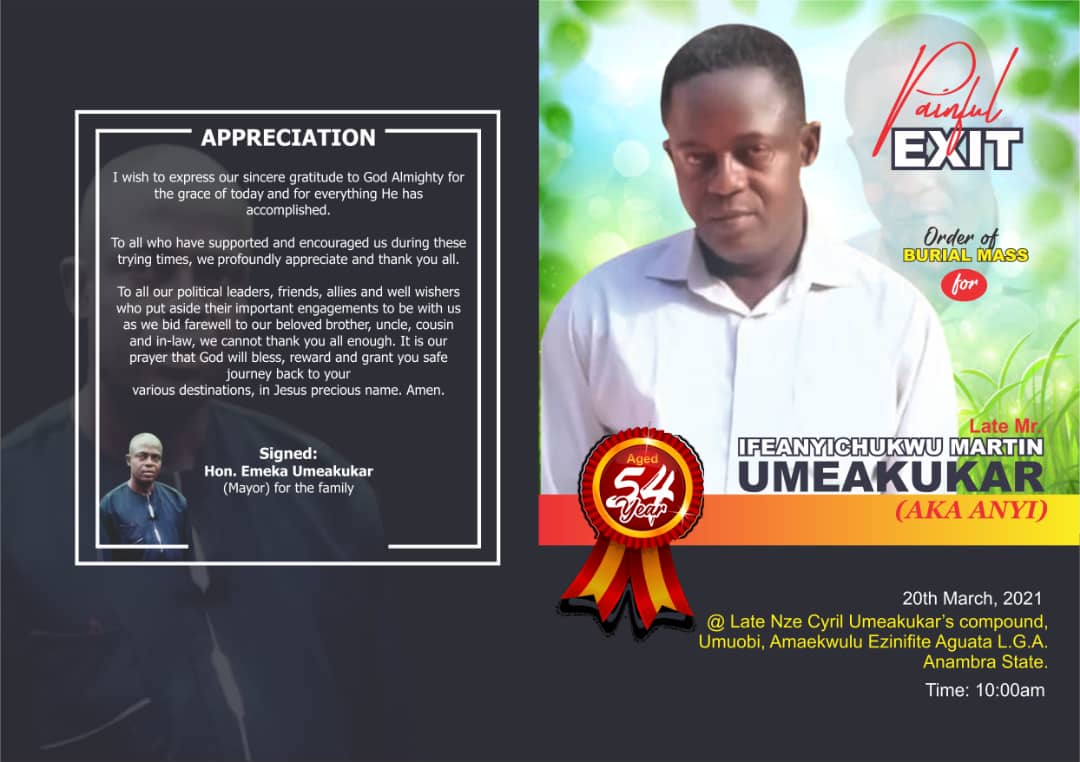 APPRECIATION
I wish to express our sincere gratitude to God Almighty for
the grace of today and for everything He has
accomplished.
To all who have supported and encouraged us during these
trying times, we profoundly appreciate and thank you all.
To all our political leaders, friends, allies and well wishers
who put aside their important engagements to be with us
as we bid farewell to our beloved brother, uncle, cousin
and in-law, we cannot thank you all enough. It is our
prayer that God will bless, reward and grant you safe
journey back to your
various destinations, in Jesus precious name. Amen.
Signed:
Hon. Emeka Umeakukar
(Mayor) for the family
Painful
EXIT
Order of
BURIAL MASS
for
Late Mr.
IFEANYICHUKWU MARTIN
UMEAKUKAR
(AKA ANYI)
Aged
54
Year
20th March, 2021
@ Late Nze Cyril Umeakukar's compound,
Umuobi, Amaekwulu Ezinifite Aguata L.G.A.
Anambra State.
Time: 10:00am